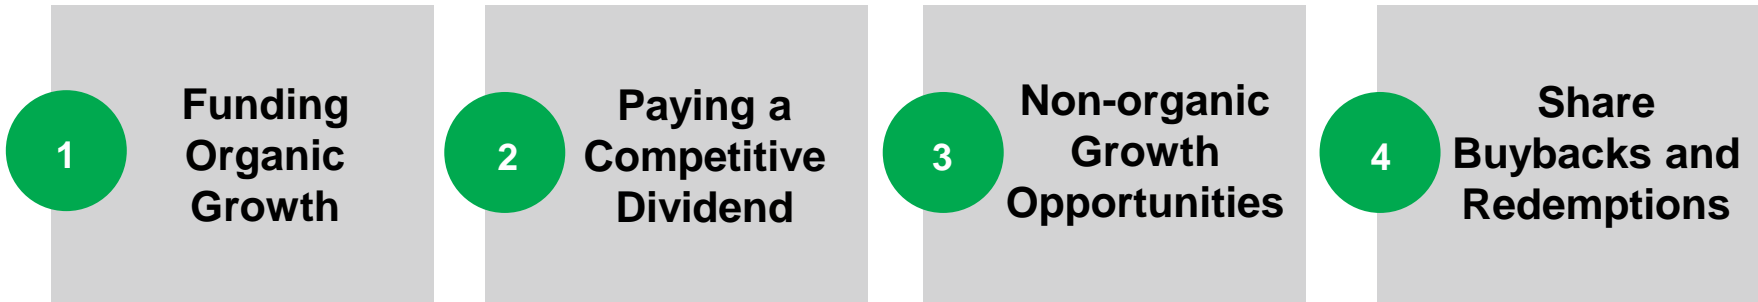 1
Funding
Organic
Growth
2
Paying a
Competitive
Dividend
3
Non-organic
Growth
Opportunities
4
Share
Buybacks and
Redemptions